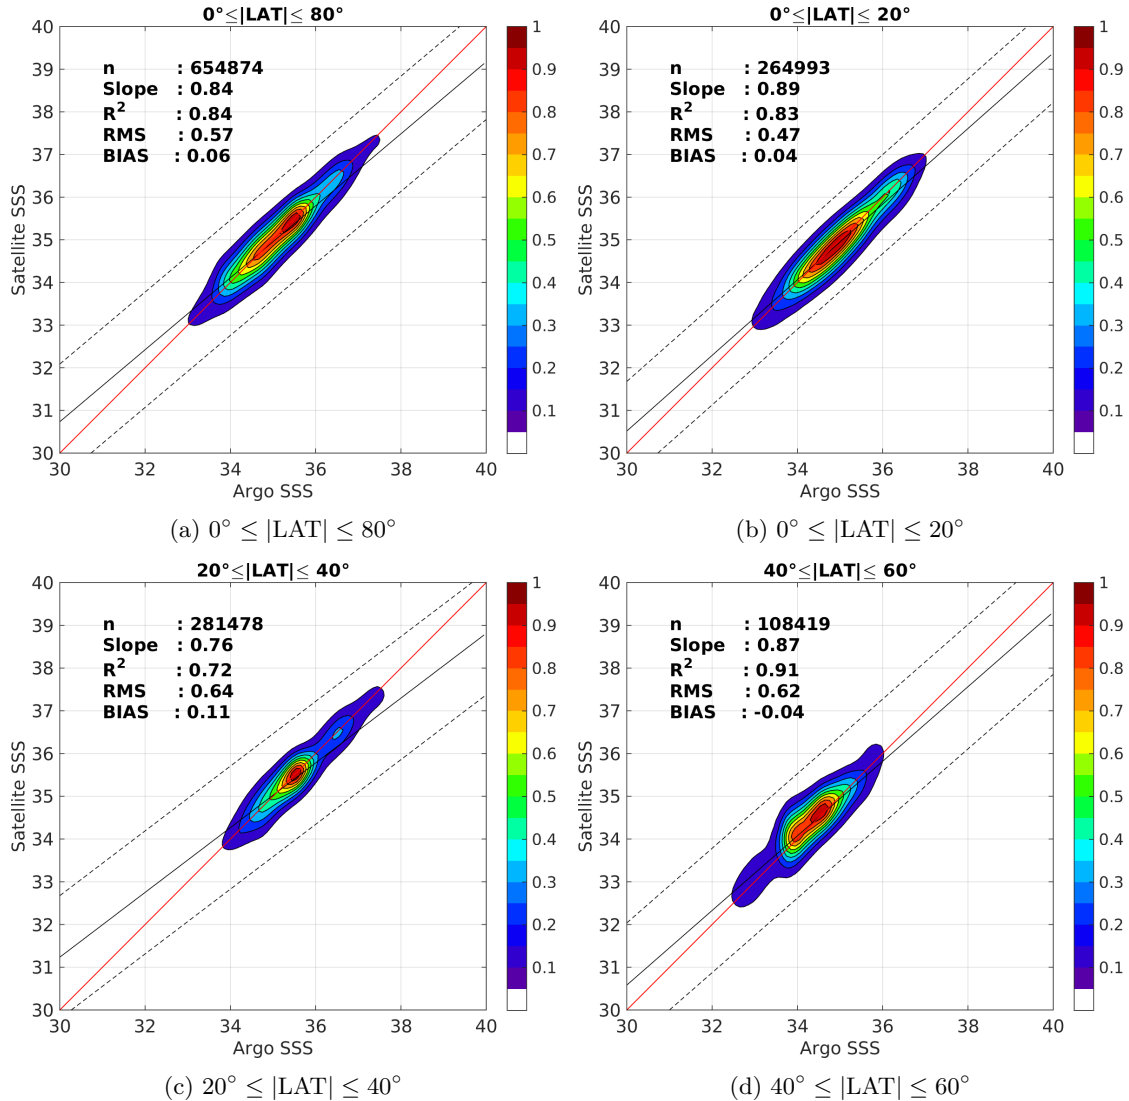 0°≤|LAT|≤ 80°
n : 654874
Slope : 0.84
R² : 0.84
RMS : 0.57
BIAS : 0.06
Satellite SSS
40
39
38
37
36
35
34
33
32
31
30
30 32 34 36 38 40
Argo SSS
1
0.9
0.8
0.7
0.6
0.5
0.4
0.3
0.2
0.1
(a) 0° ≤ |LAT| ≤ 80°
0°≤|LAT|≤ 20°
n : 264993
Slope : 0.89
R² : 0.83
RMS : 0.47
BIAS : 0.04
Satellite SSS
40
39
38
37
36
35
34
33
32
31
30
30 32 34 36 38 40
Argo SSS
1
0.9
0.8
0.7
0.6
0.5
0.4
0.3
0.2
0.1
(b) 0° ≤ |LAT| ≤ 20°
20°≤|LAT|≤ 40°
n : 281478
Slope : 0.76
R² : 0.72
RMS : 0.64
BIAS : 0.11
Satellite SSS
40
39
38
37
36
35
34
33
32
31
30
30 32 34 36 38 40
Argo SSS
1
0.9
0.8
0.7
0.6
0.5
0.4
0.3
0.2
0.1
(c) 20° ≤ |LAT| ≤ 40°
40°≤|LAT|≤ 60°
n : 108419
Slope : 0.87
R² : 0.91
RMS : 0.62
BIAS : -0.04
Satellite SSS
40
39
38
37
36
35
34
33
32
31
30
30 32 34 36 38 40
Argo SSS
1
0.9
0.8
0.7
0.6
0.5
0.4
0.3
0.2
0.1
(d) 40° ≤ |LAT| ≤ 60°